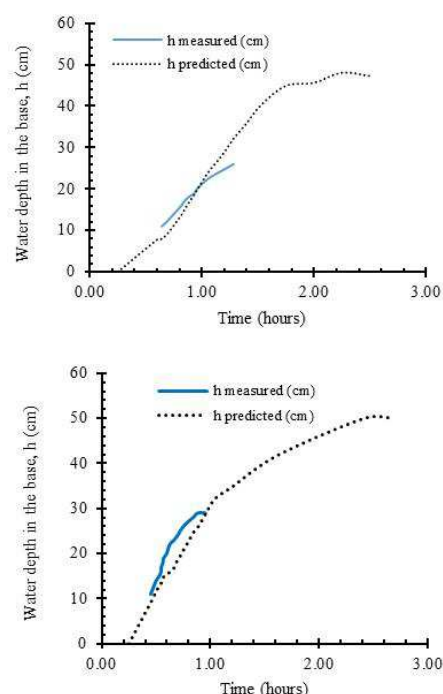 60
50
40
30
20
10
0
Water depth in the base, h (cm)
h measured (cm)
h predicted (cm)
0.00 1.00 2.00 3.00
Time (hours)
60
50
40
30
20
10
0
Water depth in the base, h (cm)
h measured (cm)
h predicted (cm)
0.00 1.00 2.00 3.00
Time (hours)